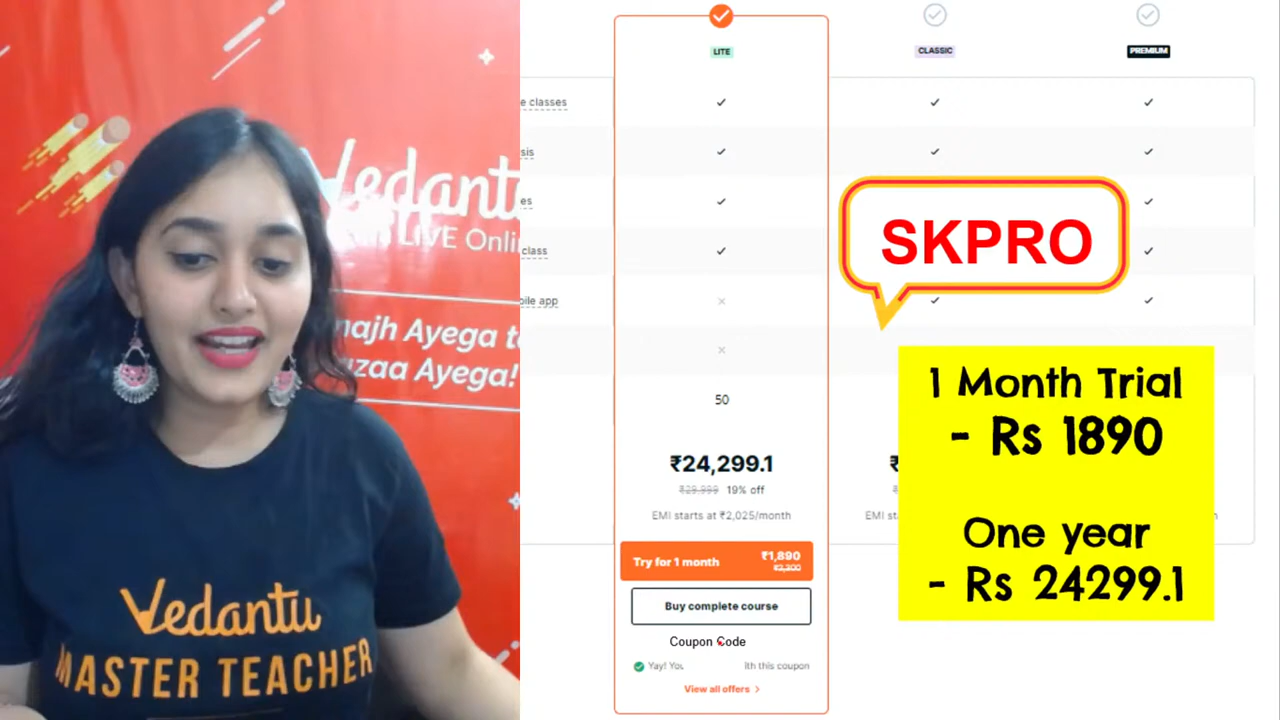 Vedantu
LIVE Onli
najh Ayega t
zaa Ayega!
Vedantu
MASTER TEACHER
LITE
CLASSIC
PREMIUM
e classes
sis
es
class
bile app
50
₹24,299.1
₹29,999 19% off
EMI starts at ₹2,025/month
Try for 1 month ₹1,890
₹2,300
Buy complete course
Coupon Code
Yay! You
ith this coupon
View all offers >
₹
EMI st
SKPRO
1 Month Trial
- Rs 1890
One year
- Rs 24299.1